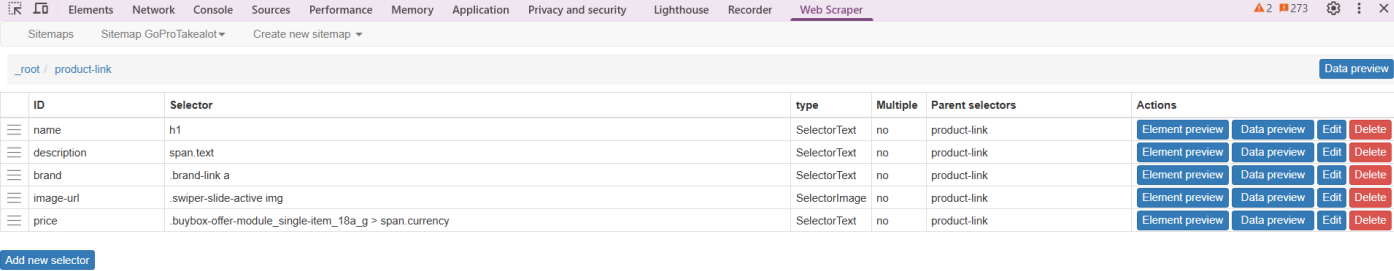 Elements Network Console Sources Performance Memory Application Privacy and security Lighthouse Recorder Web Scraper 2 273
Sitemaps Sitemap GoProTakealot Create new sitemap
_root / product-link Data preview
ID Selector type Multiple Parent selectors Actions
name h1 SelectorText no product-link Element preview Data preview Edit Delete
description span.text SelectorText no product-link Element preview Data preview Edit Delete
brand .brand-link a SelectorText no product-link Element preview Data preview Edit Delete
image-url .swiper-slide-active img SelectorImage no product-link Element preview Data preview Edit Delete
price .buybox-offer-module_single-item_18a_g > span.currency SelectorText no product-link Element preview Data preview Edit Delete
Add new selector